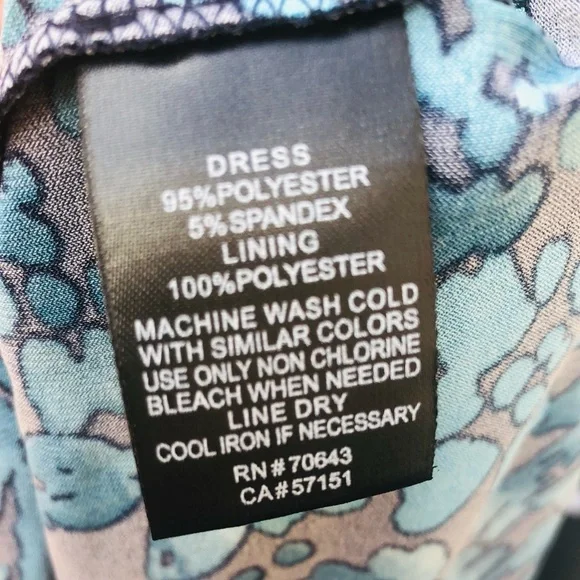 DRESS
95%POLYESTER
5%SPANDEX
LINING
100%POLYESTER
MACHINE WASH COLD
WITH SIMILAR COLORS
USE ONLY NON CHLORINE
BLEACH WHEN NEEDED
LINE DRY
COOL IRON IF NECESSARY
RN#70643
CA#57151